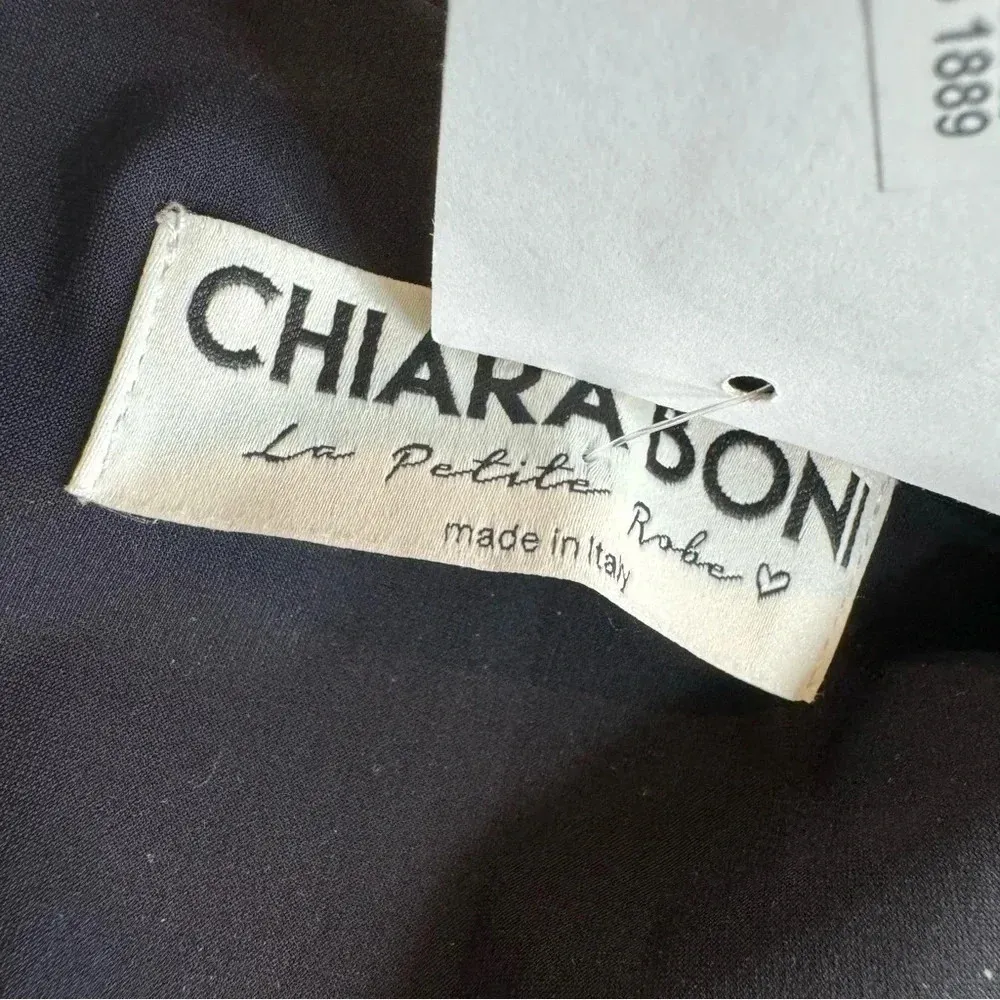 1889
CHIARA BONI
La Petite Robe
made in Italy